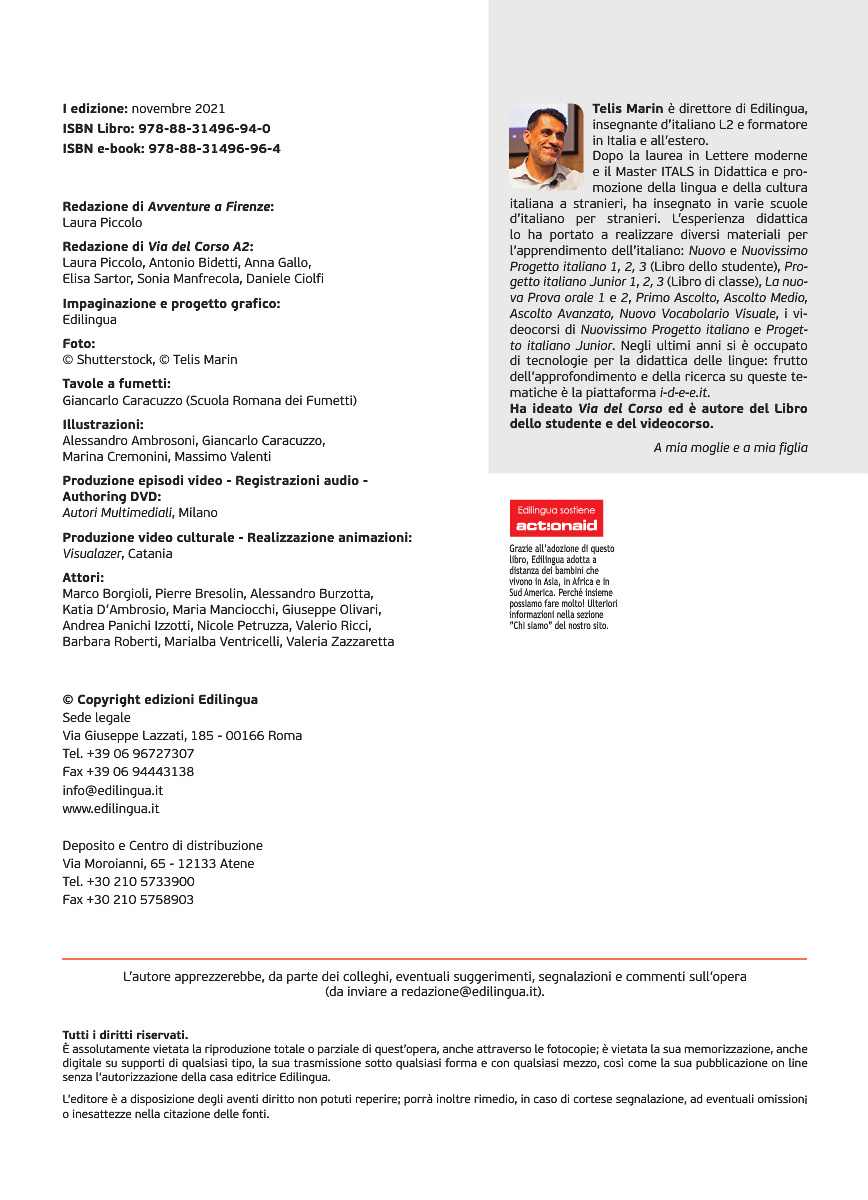 I edizione: novembre 2021
ISBN Libro: 978-88-31496-94-0
ISBN e-book: 978-88-31496-96-4
Redazione di Avventure a Firenze:
Laura Piccolo
Redazione di Via del Corso A2:
Laura Piccolo, Antonio Bidetti, Anna Gallo,
Elisa Sartor, Sonia Manfrecola, Daniele Ciolfi
Impaginazione e progetto grafico:
Edilingua
Foto:
© Shutterstock, © Telis Marin
Tavole a fumetti:
Giancarlo Caracuzzo (Scuola Romana dei Fumetti)
Illustrazioni:
Alessandro Ambrosoni, Giancarlo Caracuzzo,
Marina Cremonini, Massimo Valenti
Produzione episodi video - Registrazioni audio -
Authoring DVD:
Autori Multimediali, Milano
Produzione video culturale - Realizzazione animazioni:
Visualazer, Catania
Attori:
Marco Borgioli, Pierre Bresolin, Alessandro Burzotta,
Katia D'Ambrosio, Maria Manciocchi, Giuseppe Olivari,
Andrea Panichi Izzotti, Nicole Petruzza, Valerio Ricci,
Barbara Roberti, Marialba Ventricelli, Valeria Zazzaretta
© Copyright edizioni Edilingua
Sede legale
Via Giuseppe Lazzati, 185 - 00166 Roma
Tel. +39 06 96727307
Fax +39 06 94443138
info@edilingua.it
www.edilingua.it
Deposito e Centro di distribuzione
Via Moroianni, 65 - 12133 Atene
Tel. +30 210 5733900
Fax +30 210 5758903
Telis Marin è direttore di Edilingua,
insegnante d'italiano L2 e formatore
in Italia e all'estero.
Dopo la laurea in Lettere moderne
e il Master ITALS in Didattica e pro-
mozione della lingua e della cultura
italiana a stranieri, ha insegnato in varie scuole
d'italiano per stranieri. L'esperienza didattica
lo ha portato a realizzare diversi materiali per
l'apprendimento dell'italiano: Nuovo e Nuovissimo
Progetto italiano 1, 2, 3 (Libro dello studente), Pro-
getto italiano Junior 1, 2, 3 (Libro di classe), La nuo-
va Prova orale 1 e 2, Primo Ascolto, Ascolto Medio,
Ascolto Avanzato, Nuovo Vocabolario Visuale, i vi-
deocorsi di Nuovissimo Progetto italiano e Proget-
to italiano Junior. Negli ultimi anni si è occupato
di tecnologie per la didattica delle lingue: frutto
dell'approfondimento e della ricerca su queste te-
matiche è la piattaforma i-d-e-e.it.
Ha ideato Via del Corso ed è autore del Libro
dello studente e del videocorso.
A mia moglie e a mia figlia
Edilingua sostiene
act:onaid
Grazie all'adozione di questo
libro, Edilingua adotta a
distanza dei bambini che
vivono in Asia, in Africa e in
Sud America. Perché insieme
possiamo fare molto! Ulteriori
informazioni nella sezione
"Chi siamo" del nostro sito.
L'autore apprezzerebbe, da parte dei colleghi, eventuali suggerimenti, segnalazioni e commenti sull'opera
(da inviare a redazione@edilingua.it).
Tutti i diritti riservati.
È assolutamente vietata la riproduzione totale o parziale di quest'opera, anche attraverso le fotocopie; è vietata la sua memorizzazione, anche
digitale su supporti di qualsiasi tipo, la sua trasmissione sotto qualsiasi forma e con qualsiasi mezzo, così come la sua pubblicazione on line
senza l'autorizzazione della casa editrice Edilingua.
L'editore è a disposizione degli aventi diritto non potuti reperire; porrà inoltre rimedio, in caso di cortese segnalazione, ad eventuali omissioni
o inesattezze nella citazione delle fonti.